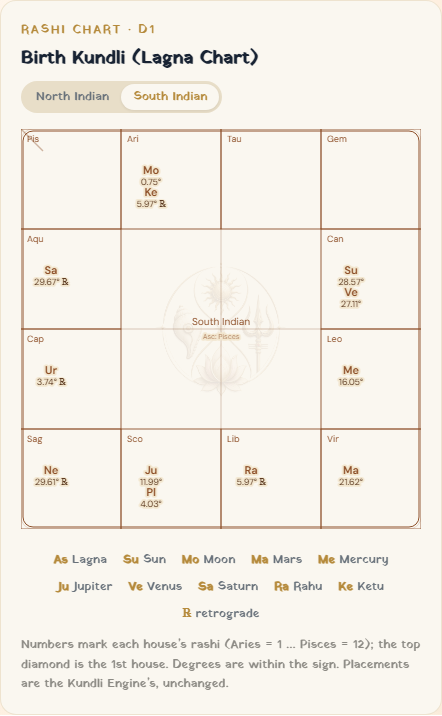 RASHI CHART · D1
Birth Kundli (Lagna Chart)
North Indian South Indian
Pis Ari Tau Gem
Mo
0.75°
Ke
5.97° ℞
Aqu
Sa
29.67° ℞
Can
Su
28.57°
Ve
27.11°
South Indian
Asc: Pisces
Cap
Ur
3.74° ℞
Leo
Me
16.05°
Sag
Ne
29.61° ℞
Sco
Ju
11.99°
Pl
4.03°
Lib
Ra
5.97° ℞
Vir
Ma
21.62°
As Lagna Su Sun Mo Moon Ma Mars Me Mercury
Ju Jupiter Ve Venus Sa Saturn Ra Rahu Ke Ketu
℞ retrograde
Numbers mark each house's rashi (Aries = 1 … Pisces = 12); the top
diamond is the 1st house. Degrees are within the sign. Placements
are the Kundli Engine's, unchanged.